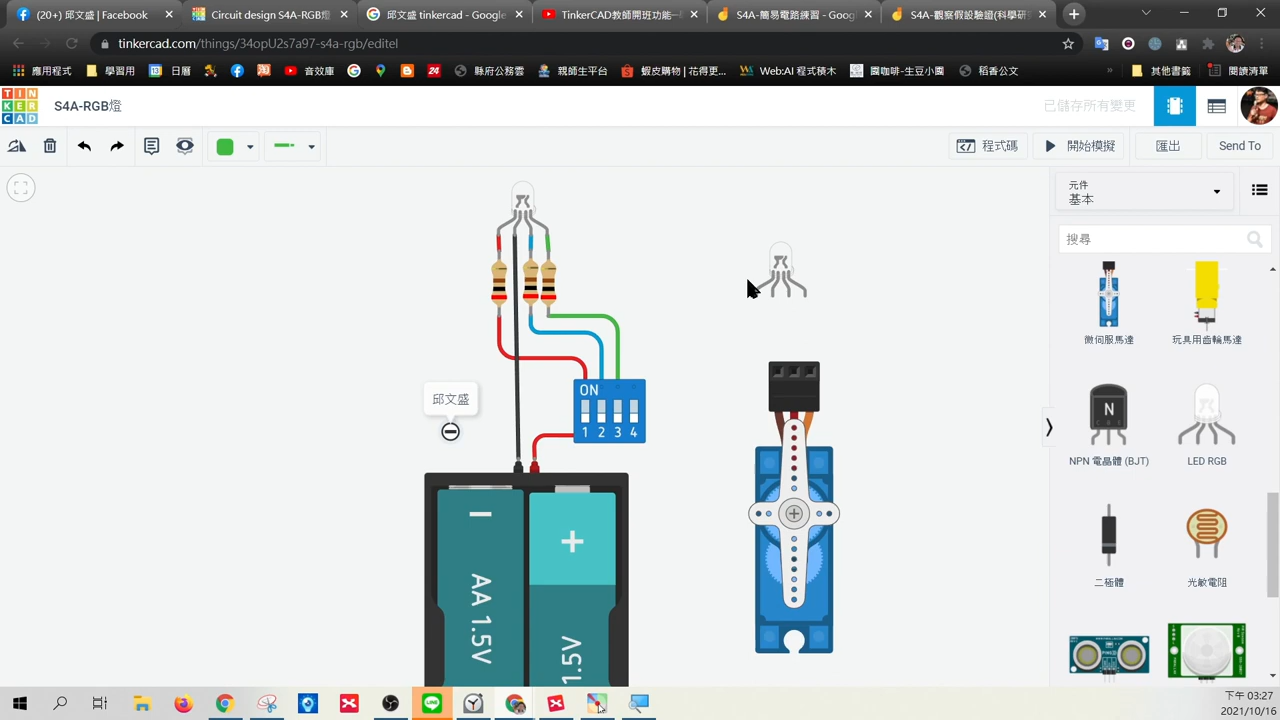 (20+) 邱文盛 | Facebook
Circuit design S4A-RGB燈
邱文盛 tinkercad - Google
TinkerCAD教師開班功能一
S4A-簡易電路練習 - Google
S4A-觀察假設實驗(科學研
tinkercad.com/things/34opU2s7a97-s4a-rgb/editel
應用程式
學習用
日曆
音效庫
24
縣府公雲
親師生平台
蝦皮購物 | 花得更...
Web:AI 程式積木
國咖啡-生豆小圃
稻香公文
»
其他書籤
閱讀清單
TIN
KER
CAD
S4A-RGB燈
已儲存所有變更
程式碼
開始模擬
匯出
Send To
元件
基本
搜尋
微伺服馬達
玩具用齒輪馬達
N
NPN 電晶體 (BJT)
LED RGB
二極體
光敏電阻
ON
1 2 3 4
邱文盛
AA 1.5V
+
1.5V
LINE
下午 03:27
2021/10/16